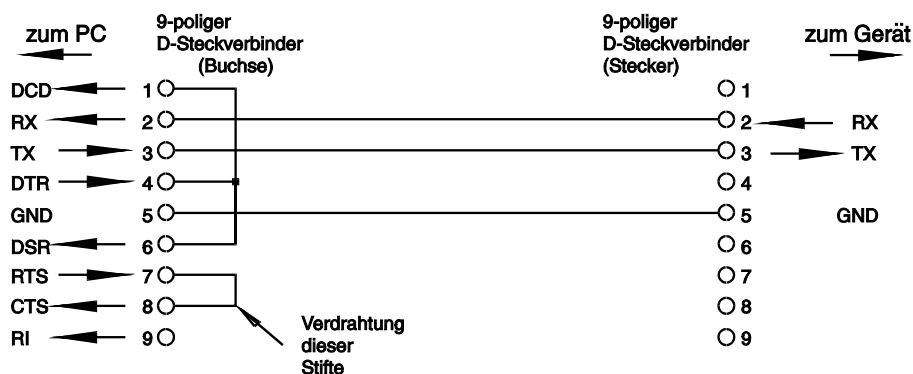 zum PC
9-poliger
D-Steckverbinder
(Buchse)
9-poliger
D-Steckverbinder
(Stecker)
zum Gerät
DCD 1 1
RX 2 2 RX
TX 3 3 TX
DTR 4 4
GND 5 5 GND
DSR 6 6
RTS 7 7
CTS 8 8
RI 9 9
Verdrahtung
dieser
Stifte